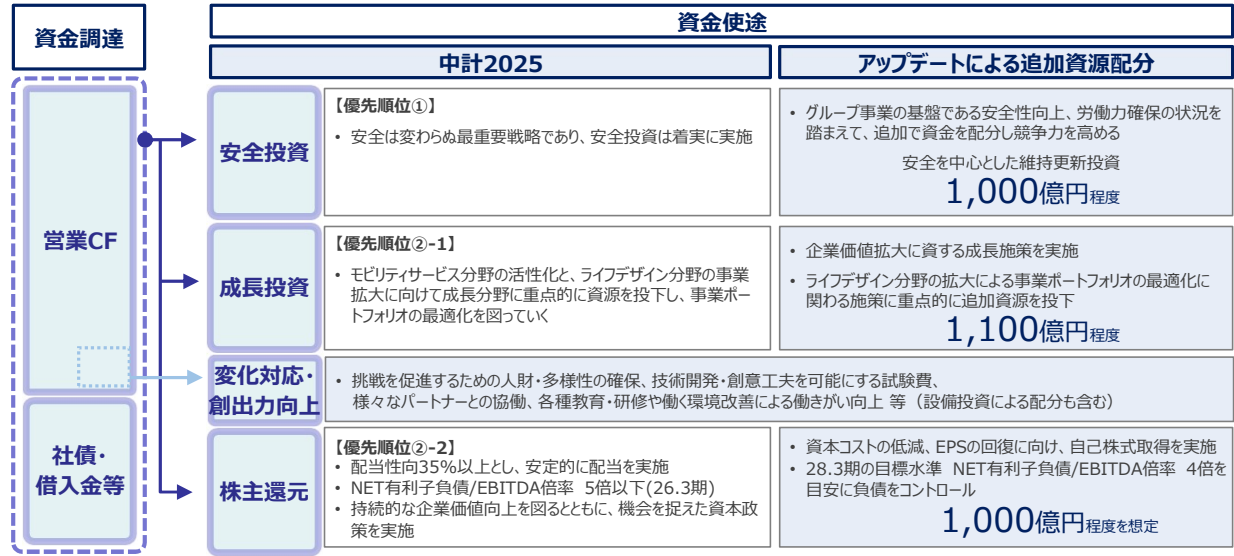 資金調達
資金使途
中計2025
アップデートによる追加資源配分
営業CF
社債・
借入金等
安全投資
【優先順位①】
• 安全は変わらぬ最重要戦略であり、安全投資は着実に実施
• グループ事業の基盤である安全性向上、労働力確保の状況を
踏まえて、追加で資金を配分し競争力を高める
安全を中心とした維持更新投資
1,000億円程度
成長投資
【優先順位②-1】
• モビリティサービス分野の活性化と、ライフデザイン分野の事業
拡大に向けて成長分野に重点的に資源を投下し、事業ポー
トフォリオの最適化を図っていく
• 企業価値拡大に資する成長施策を実施
• ライフデザイン分野の拡大による事業ポートフォリオの最適化に
関わる施策に重点的に追加資源を投下
1,100億円程度
変化対応・
創出力向上
• 挑戦を促進するための人財・多様性の確保、技術開発・創意工夫を可能にする試験費、
様々なパートナーとの協働、各種教育・研修や働く環境改善による働きがい向上 等（設備投資による配分も含む）
株主還元
【優先順位②-2】
• 配当性向35%以上とし、安定的に配当を実施
• NET有利子負債/EBITDA倍率 5倍以下(26.3期)
• 持続的な企業価値向上を図るとともに、機会を捉えた資本政
策を実施
• 資本コストの低減、EPSの回復に向け、自己株式取得を実施
• 28.3期の目標水準 NET有利子負債/EBITDA倍率 4倍を
目安に負債をコントロール
1,000億円程度を想定